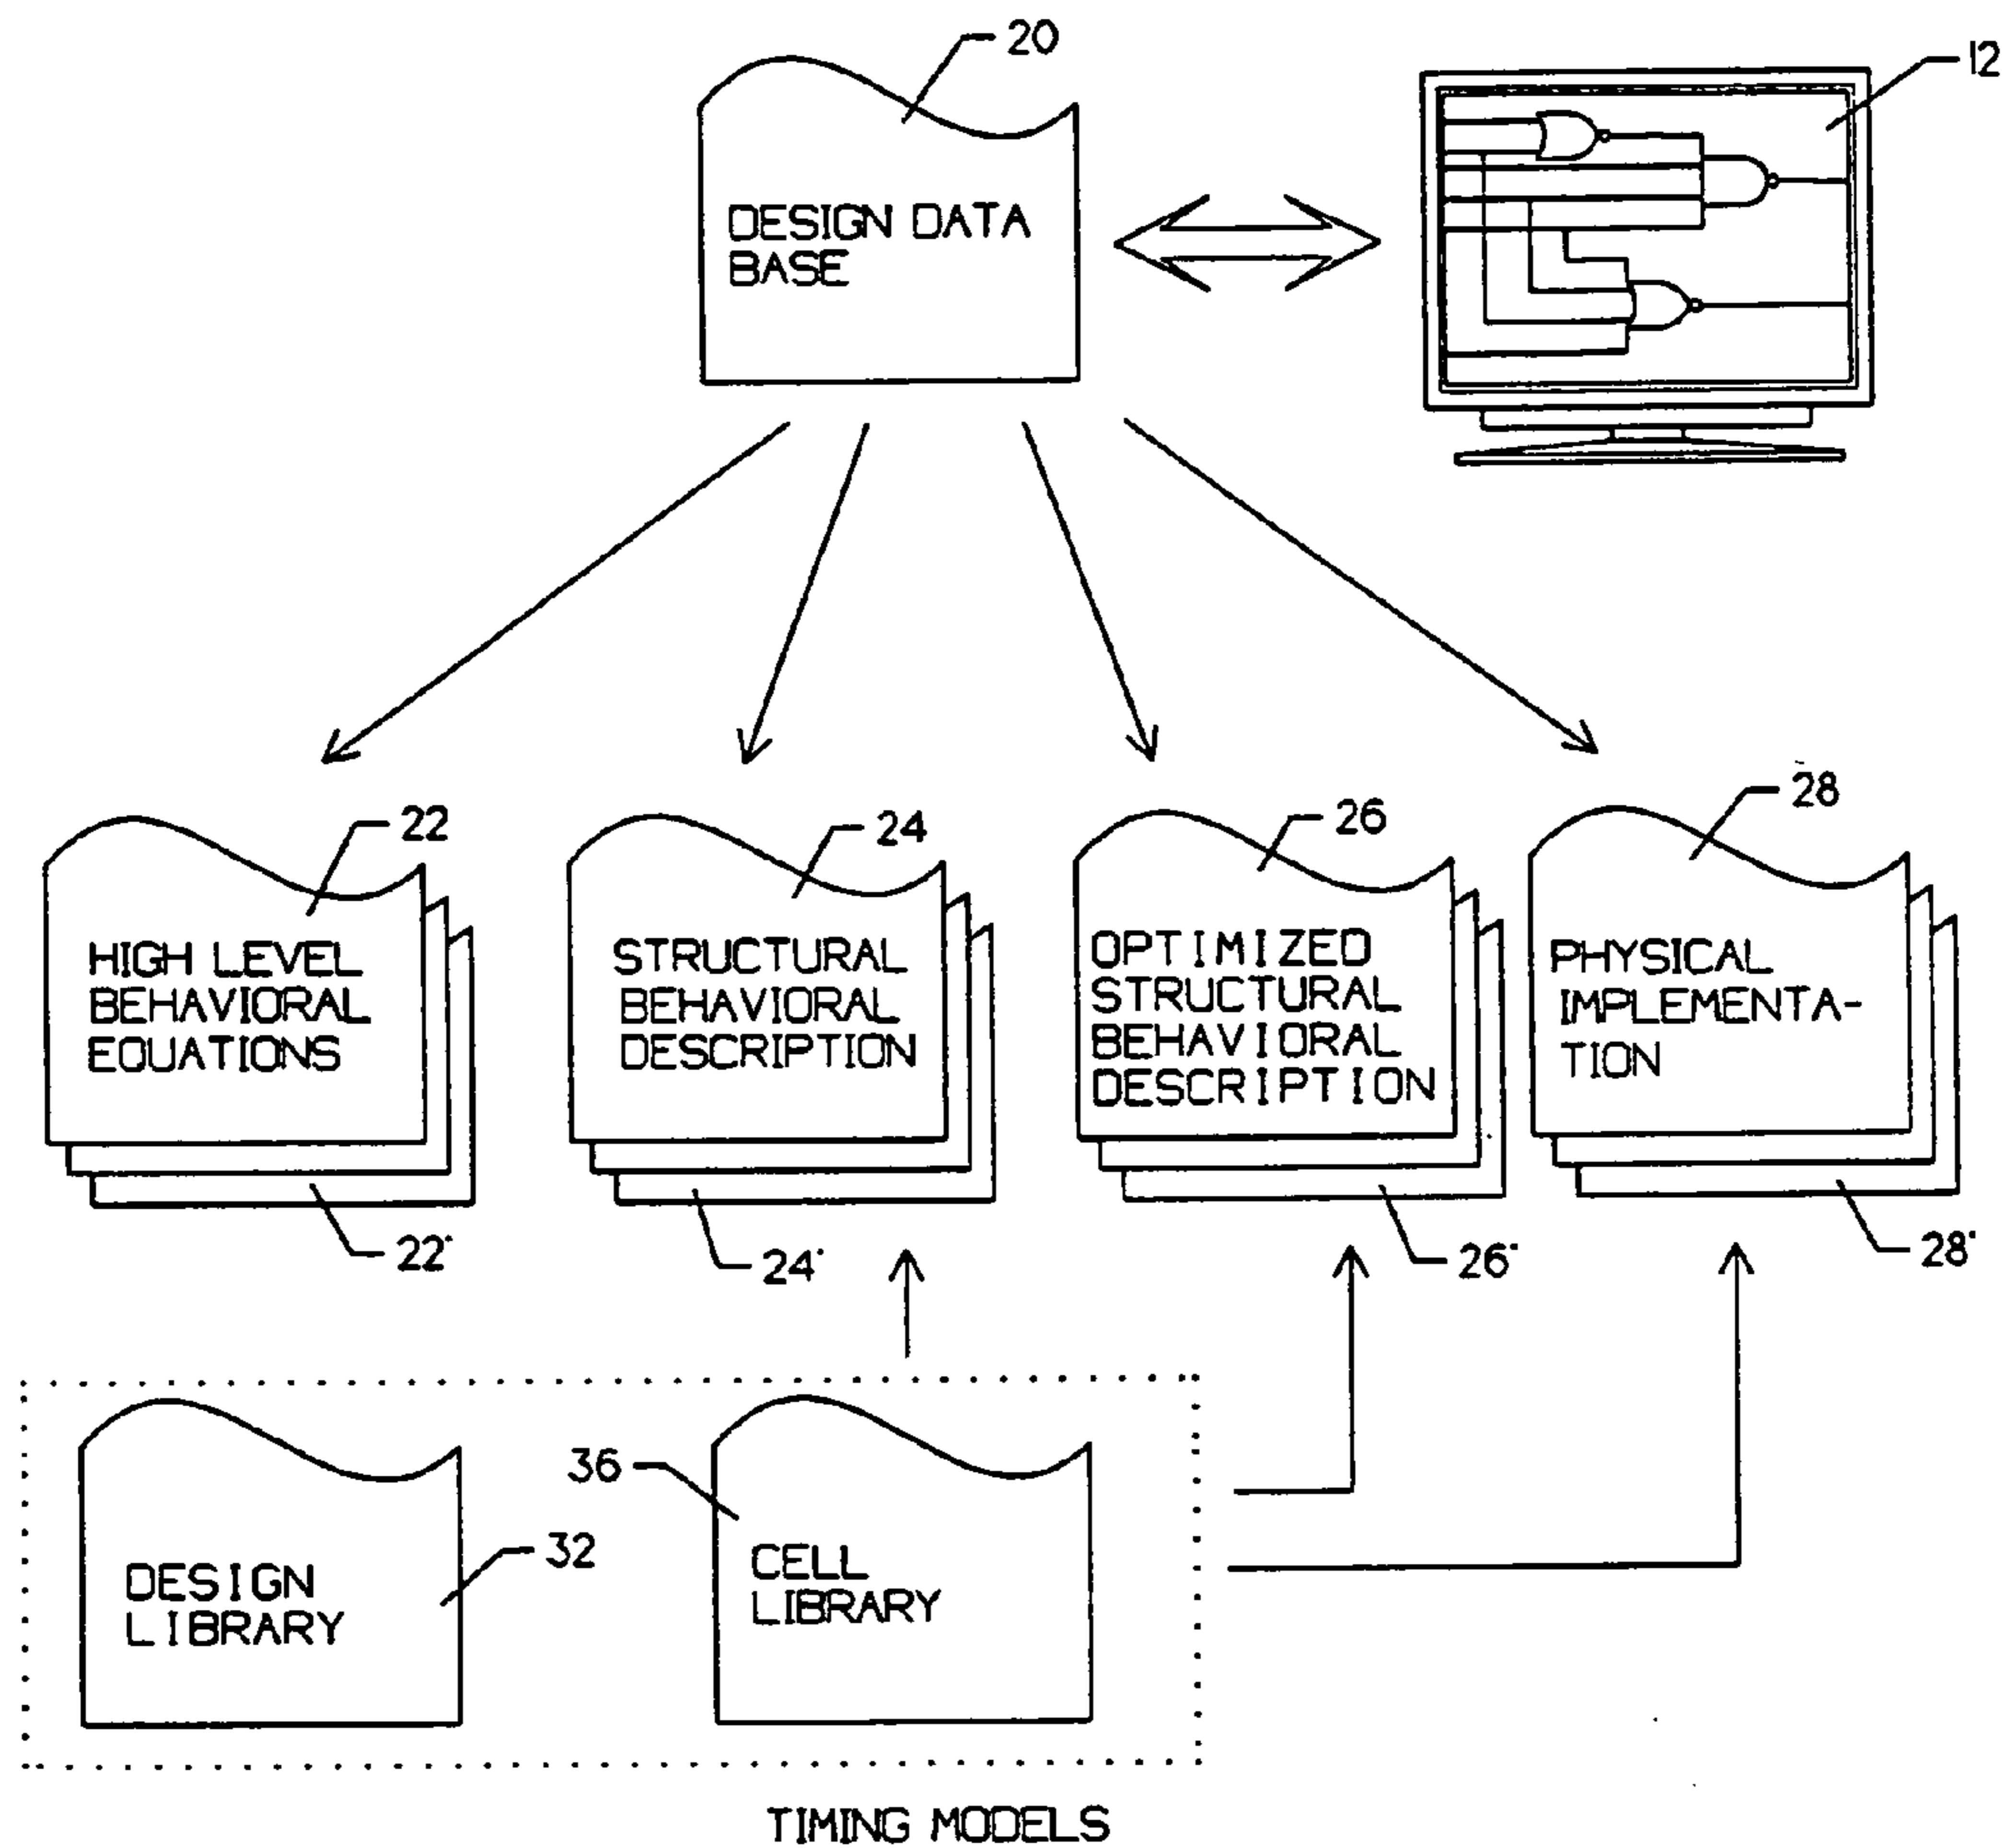 20
12
DESIGN DATA
BASE
22
24
26
28
HIGH LEVEL
BEHAVIORAL
EQUATIONS
STRUCTURAL
BEHAVIORAL
DESCRIPTION
OPTIMIZED
STRUCTURAL
BEHAVIORAL
DESCRIPTION
PHYSICAL
IMPLEMENTA-
TION
22'
24'
26'
28'
36
32
DESIGN
LIBRARY
CELL
LIBRARY
TIMING MODELS